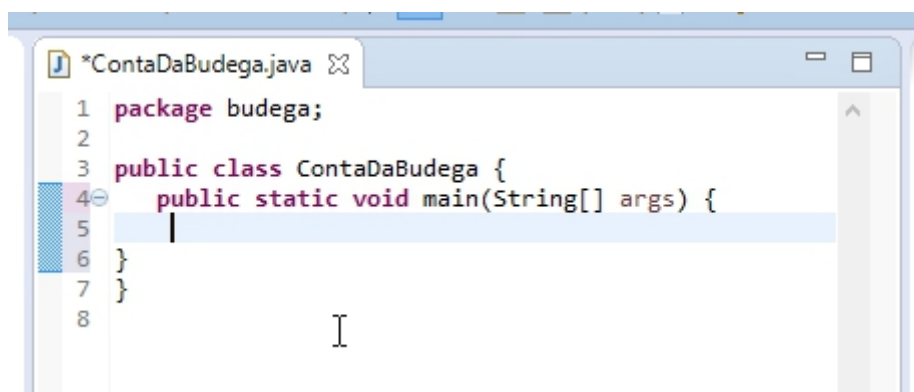 *ContaDaBudega.java
1 package budega;
2
3 public class ContaDaBudega {
4 public static void main(String[] args) {
5
6 }
7 }
8